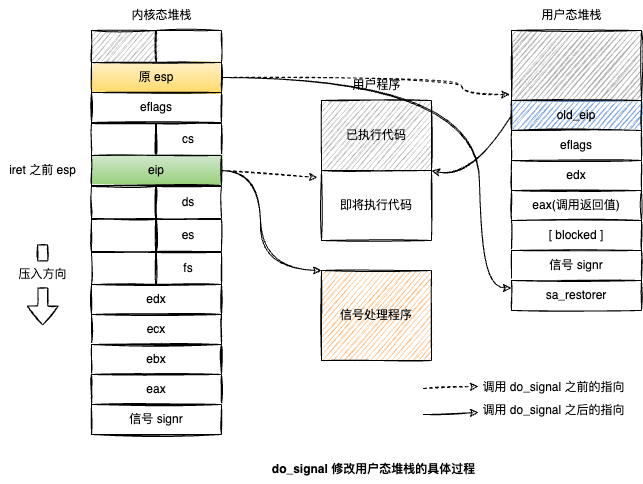 内核态堆栈
原 esp
eflags
cs
iret 之前 esp
eip
ds
es
fs
压入方向
edx
ecx
ebx
eax
信号 signr
用户程序
已执行代码
即将执行代码
信号处理程序
用户态堆栈
old_eip
eflags
edx
eax(调用返回值)
[ blocked ]
信号 signr
sa_restorer
调用 do_signal 之前的指向
调用 do_signal 之后的指向
do_signal 修改用户态堆栈的具体过程